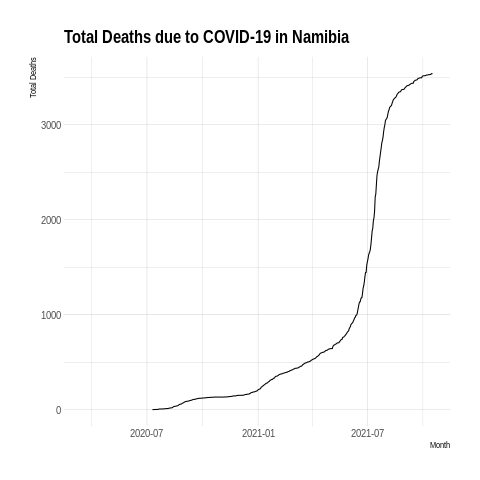 Total Deaths due to COVID-19 in Namibia
Total Deaths
3000
2000
1000
0
2020-07
2021-01
2021-07
Month